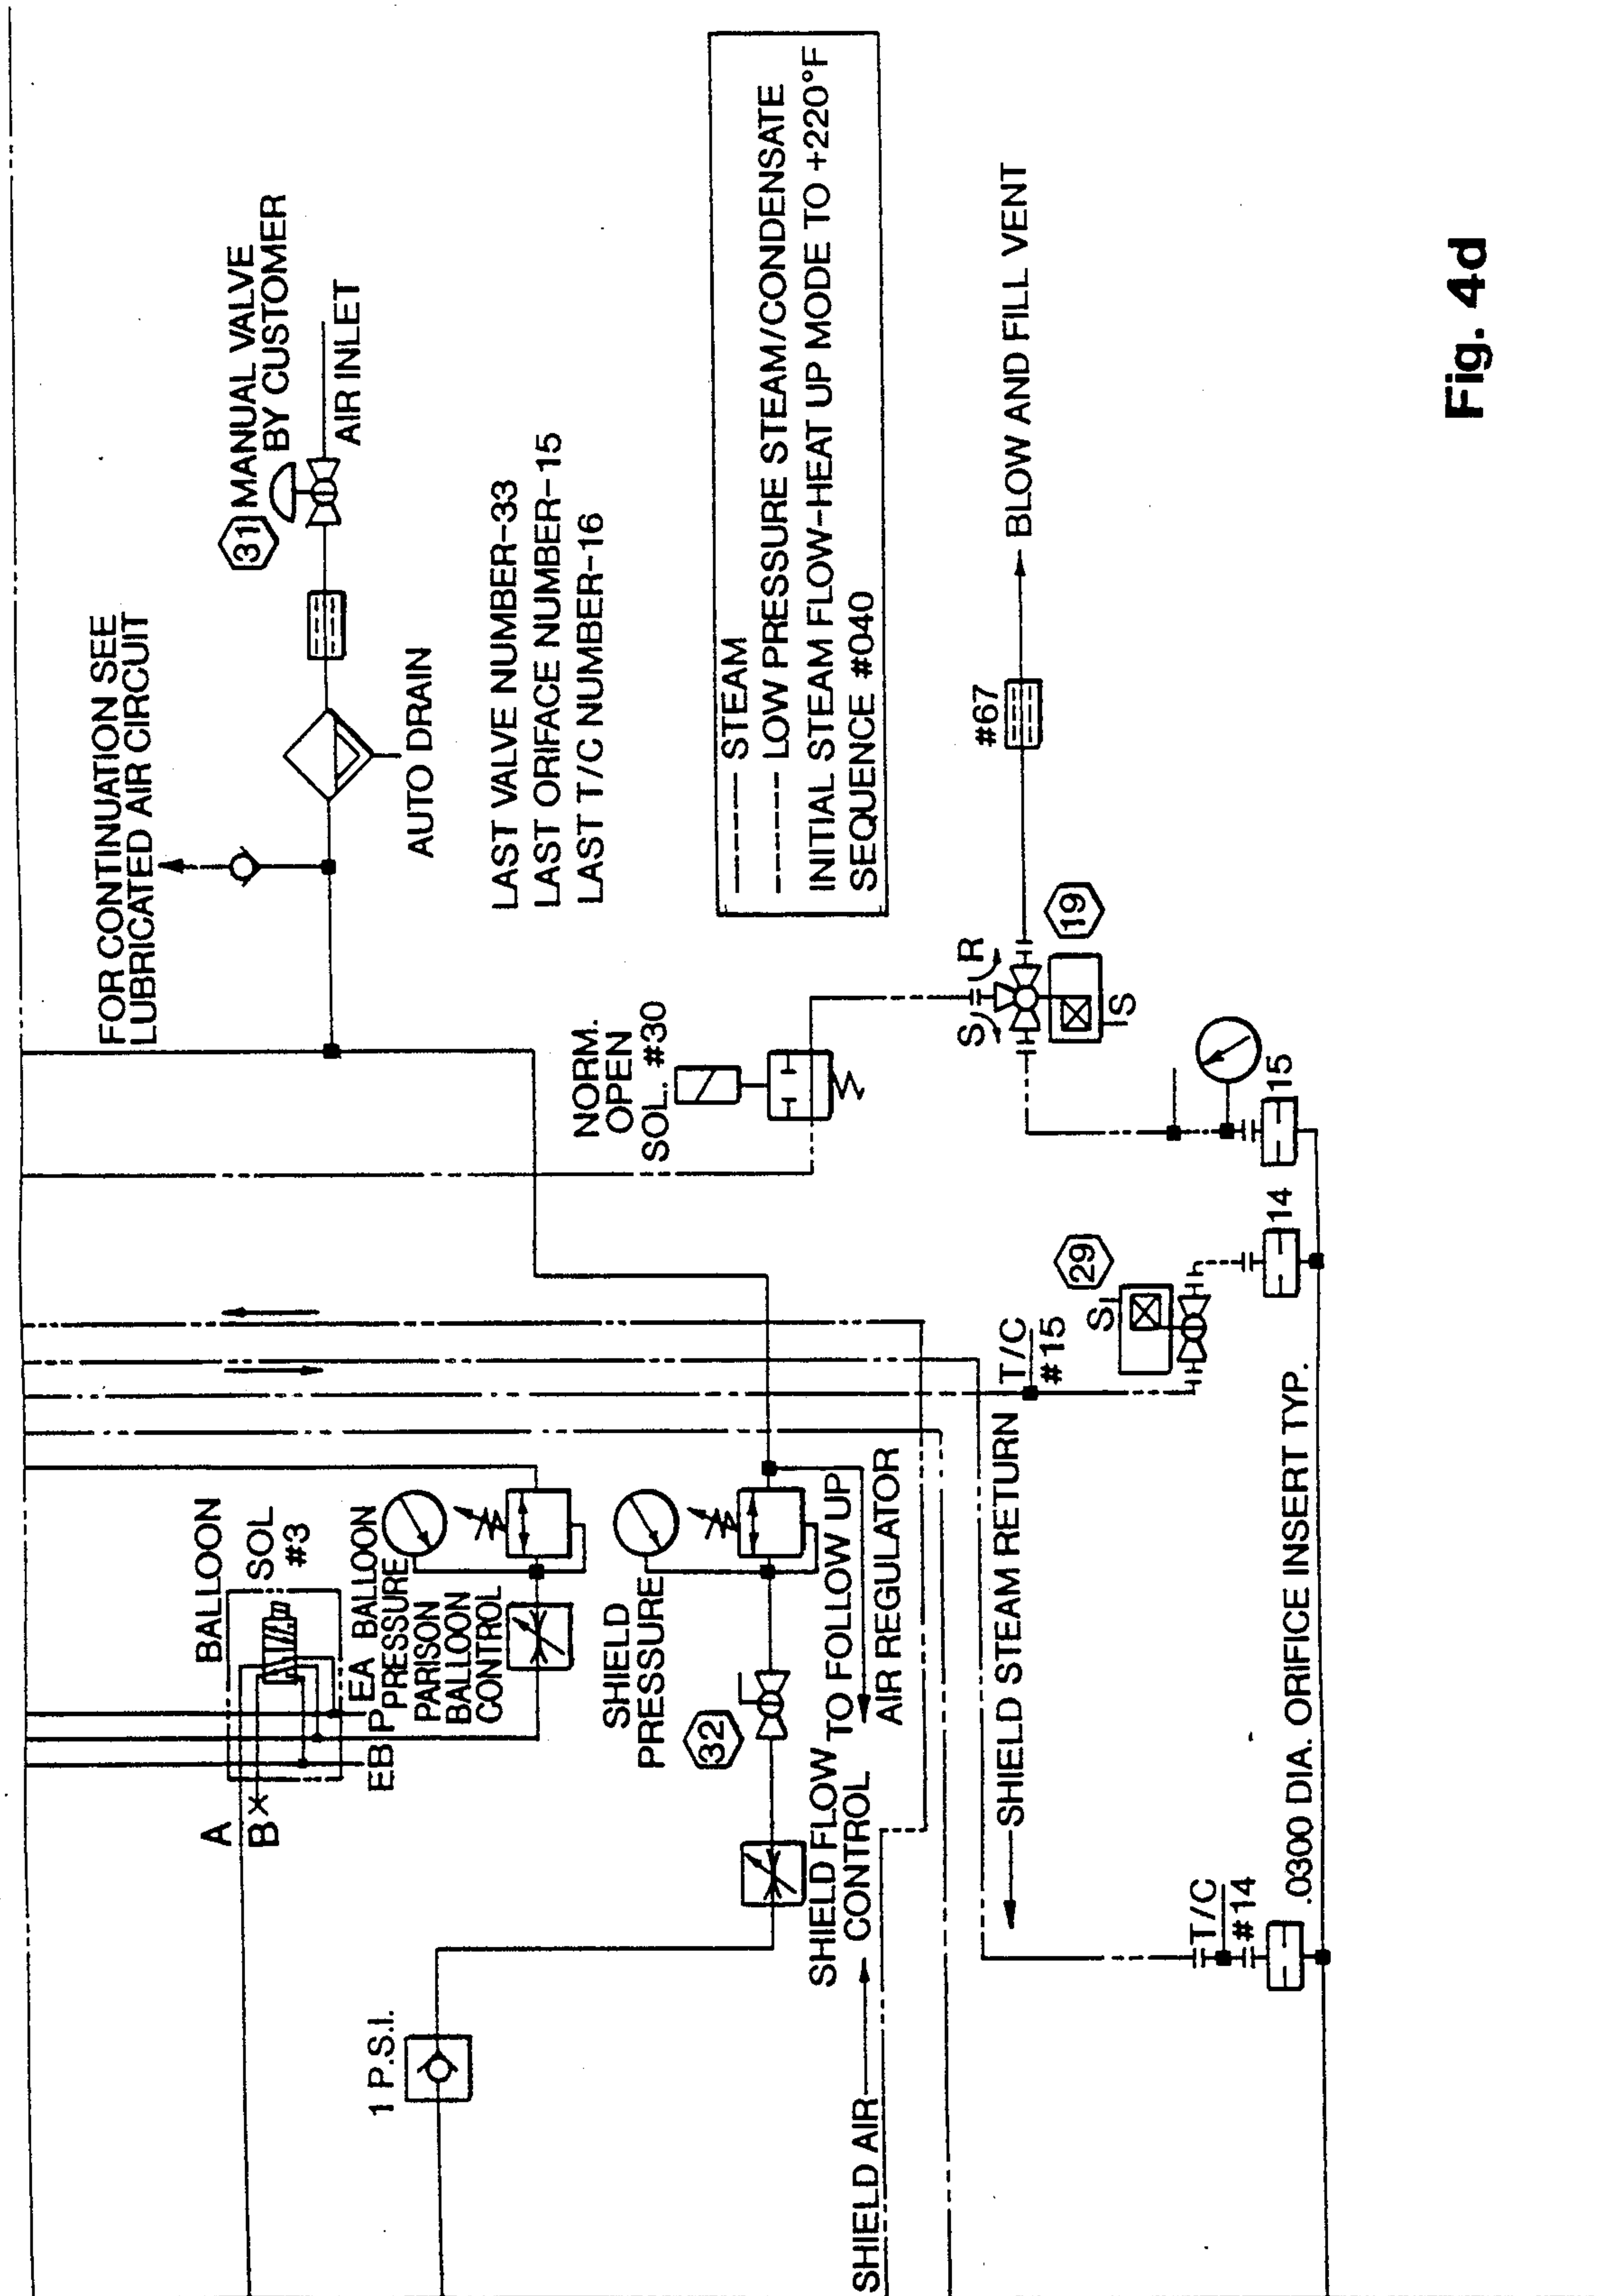 FOR CONTINUATION SEE
LUBRICATED AIR CIRCUIT
31
MANUAL VALVE
BY CUSTOMER
AIR INLET
AUTO DRAIN
LAST VALVE NUMBER-33
LAST ORIFACE NUMBER-15
LAST T/C NUMBER-16
STEAM
LOW PRESSURE STEAM/CONDENSATE
INITIAL STEAM FLOW-HEAT UP MODE TO +220°F
SEQUENCE #040
A
B
BALLOON
SOL
#3
EB
P
EA
BALLOON
PRESSURE
PARISON
BALLOON
CONTROL
1 P.S.I.
SHIELD
PRESSURE
32
SHIELD FLOW
CONTROL
TO FOLLOW UP
AIR REGULATOR
SHIELD AIR
NORM.
OPEN
SOL. #30
S
R
19
S
#67
BLOW AND FILL VENT
SHIELD STEAM RETURN
T/C
#15
S
29
T/C
#14
14
15
.0300 DIA. ORIFICE INSERT TYP.
Fig. 4d